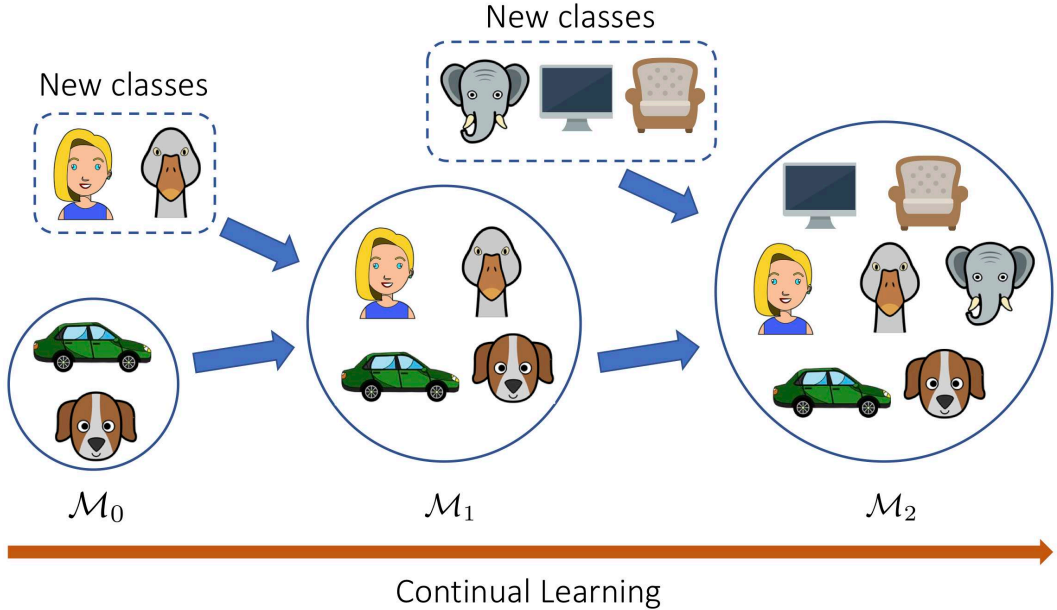 New classes
New classes
M₀
M₁
M₂
Continual Learning